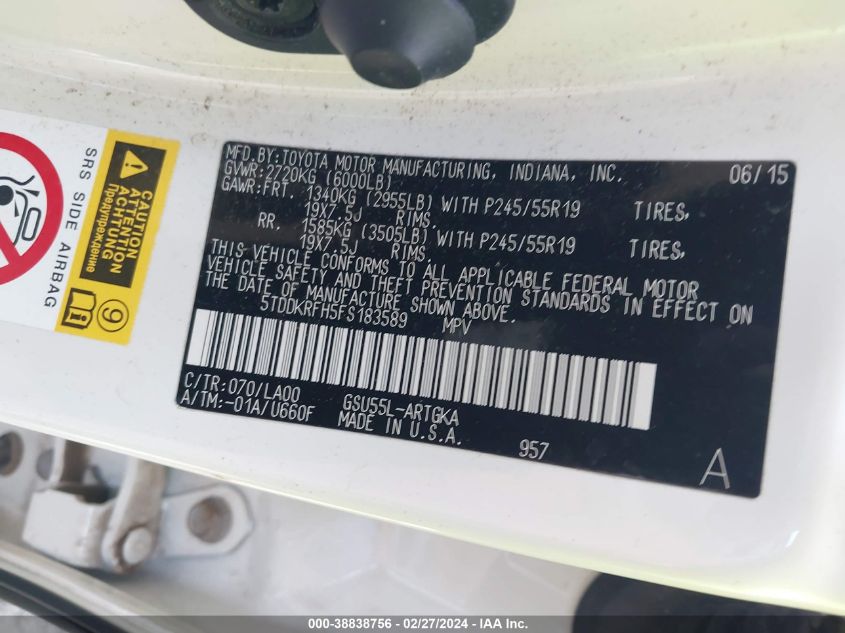 SRS SIDE AIRBAG
CAUTION
ATTENTION
ACHTUNG
Предупреждение
9
MFD. BY: TOYOTA MOTOR MANUFACTURING, INDIANA, INC. 06/15
GVWR: 2720KG (6000LB)
GAWR: FRT. 1340KG (2955LB) WITH P245/55R19 TIRES,
19X7.5J RIMS,
RR. 1585KG (3505LB) WITH P245/55R19 TIRES,
19X7.5J RIMS.
THIS VEHICLE CONFORMS TO ALL APPLICABLE FEDERAL MOTOR
VEHICLE SAFETY AND THEFT PREVENTION STANDARDS IN EFFECT ON
THE DATE OF MANUFACTURE SHOWN ABOVE.
5TDDKRFH5FS183589 MPV
C/TR: 070/LA00 GSU55L-ARTGKA
A/TM: -01A/U660F MADE IN U.S.A.
957
A
000-38838756 - 02/27/2024 - IAA Inc.